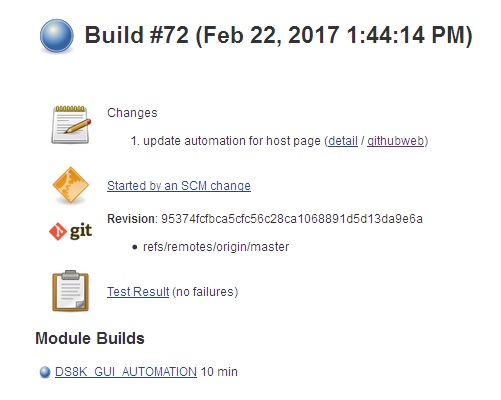 Build #72 (Feb 22, 2017 1:44:14 PM)
Changes
1. update automation for host page (detail / githubweb)
Started by an SCM change
git
Revision: 95374fcfbca5cfc56c28ca1068891d5d13da9e6a
refs/remotes/origin/master
Test Result (no failures)
Module Builds
DS8K_GUI_AUTOMATION 10 min